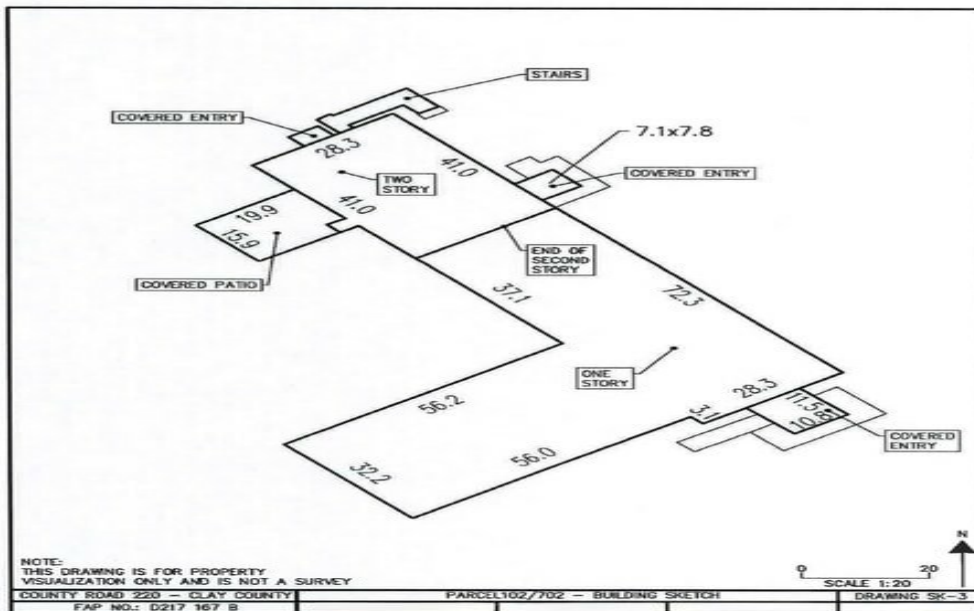 STAIRS
COVERED ENTRY
7.1x7.8
28.3
41.0
COVERED ENTRY
TWO
STORY
41.0
19.9
15.9
END OF
SECOND
STORY
COVERED PATIO
37.1
72.3
ONE
STORY
28.3
56.2
3.1
11.5
10.8
COVERED
ENTRY
56.0
32.2
N
NOTE:
THIS DRAWING IS FOR PROPERTY
VISUALIZATION ONLY AND IS NOT A SURVEY
0 20
SCALE 1:20
COUNTY ROAD 220 - CLAY COUNTY
PARCEL102/702 - BUILDING SKETCH
DRAWING SK-3
FAP NO.: D217 167 B